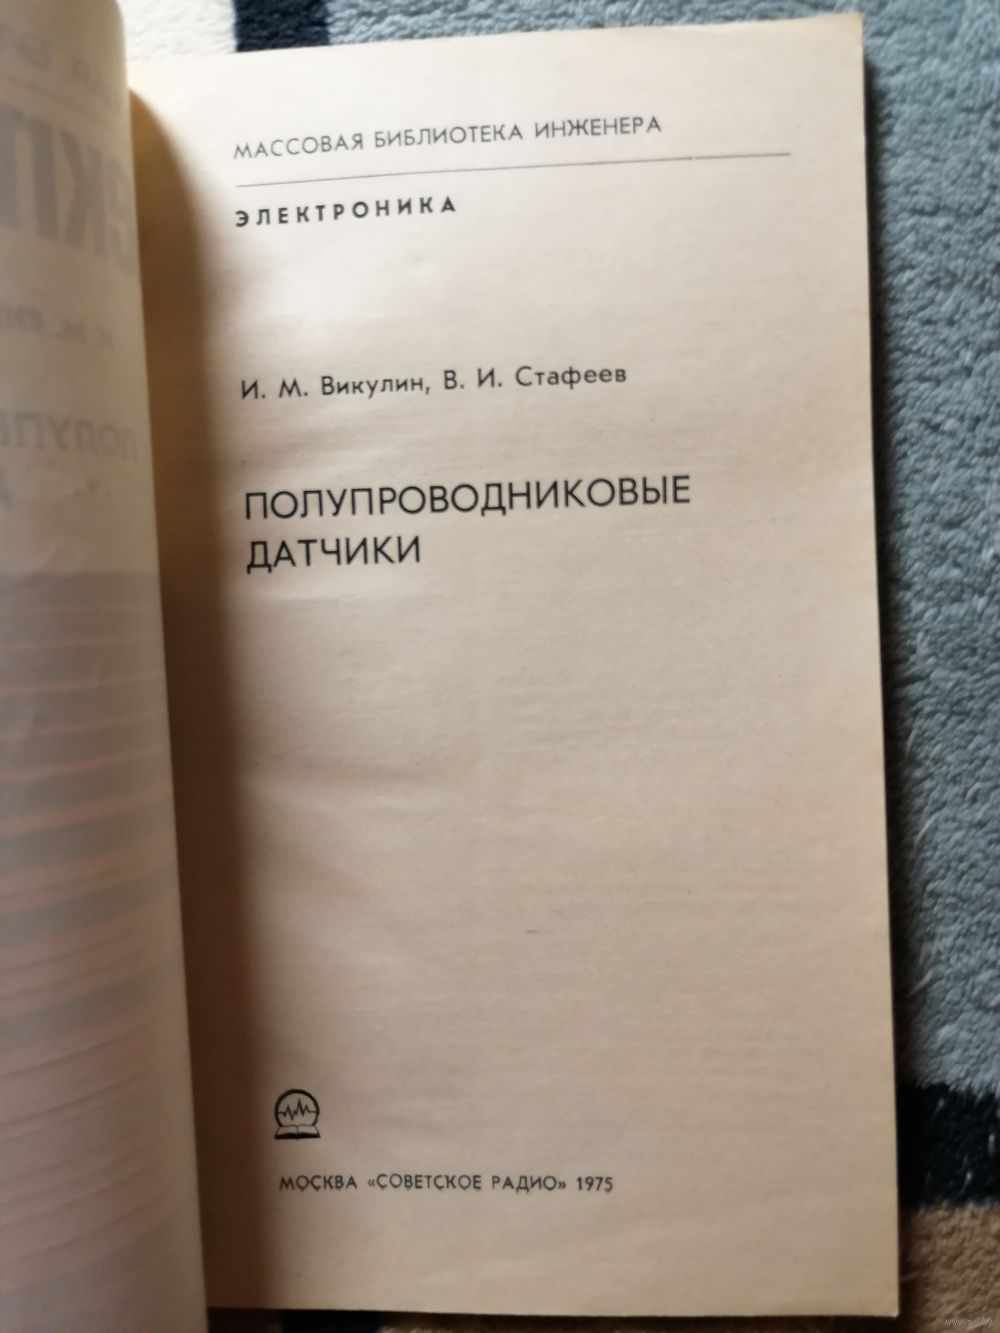 МАССОВАЯ БИБЛИОТЕКА ИНЖЕНЕРА
ЭЛЕКТРОНИКА
И. М. Викулин, В. И. Стафеев
ПОЛУПРОВОДНИКОВЫЕ
ДАТЧИКИ
МОСКВА «СОВЕТСКОЕ РАДИО» 1975